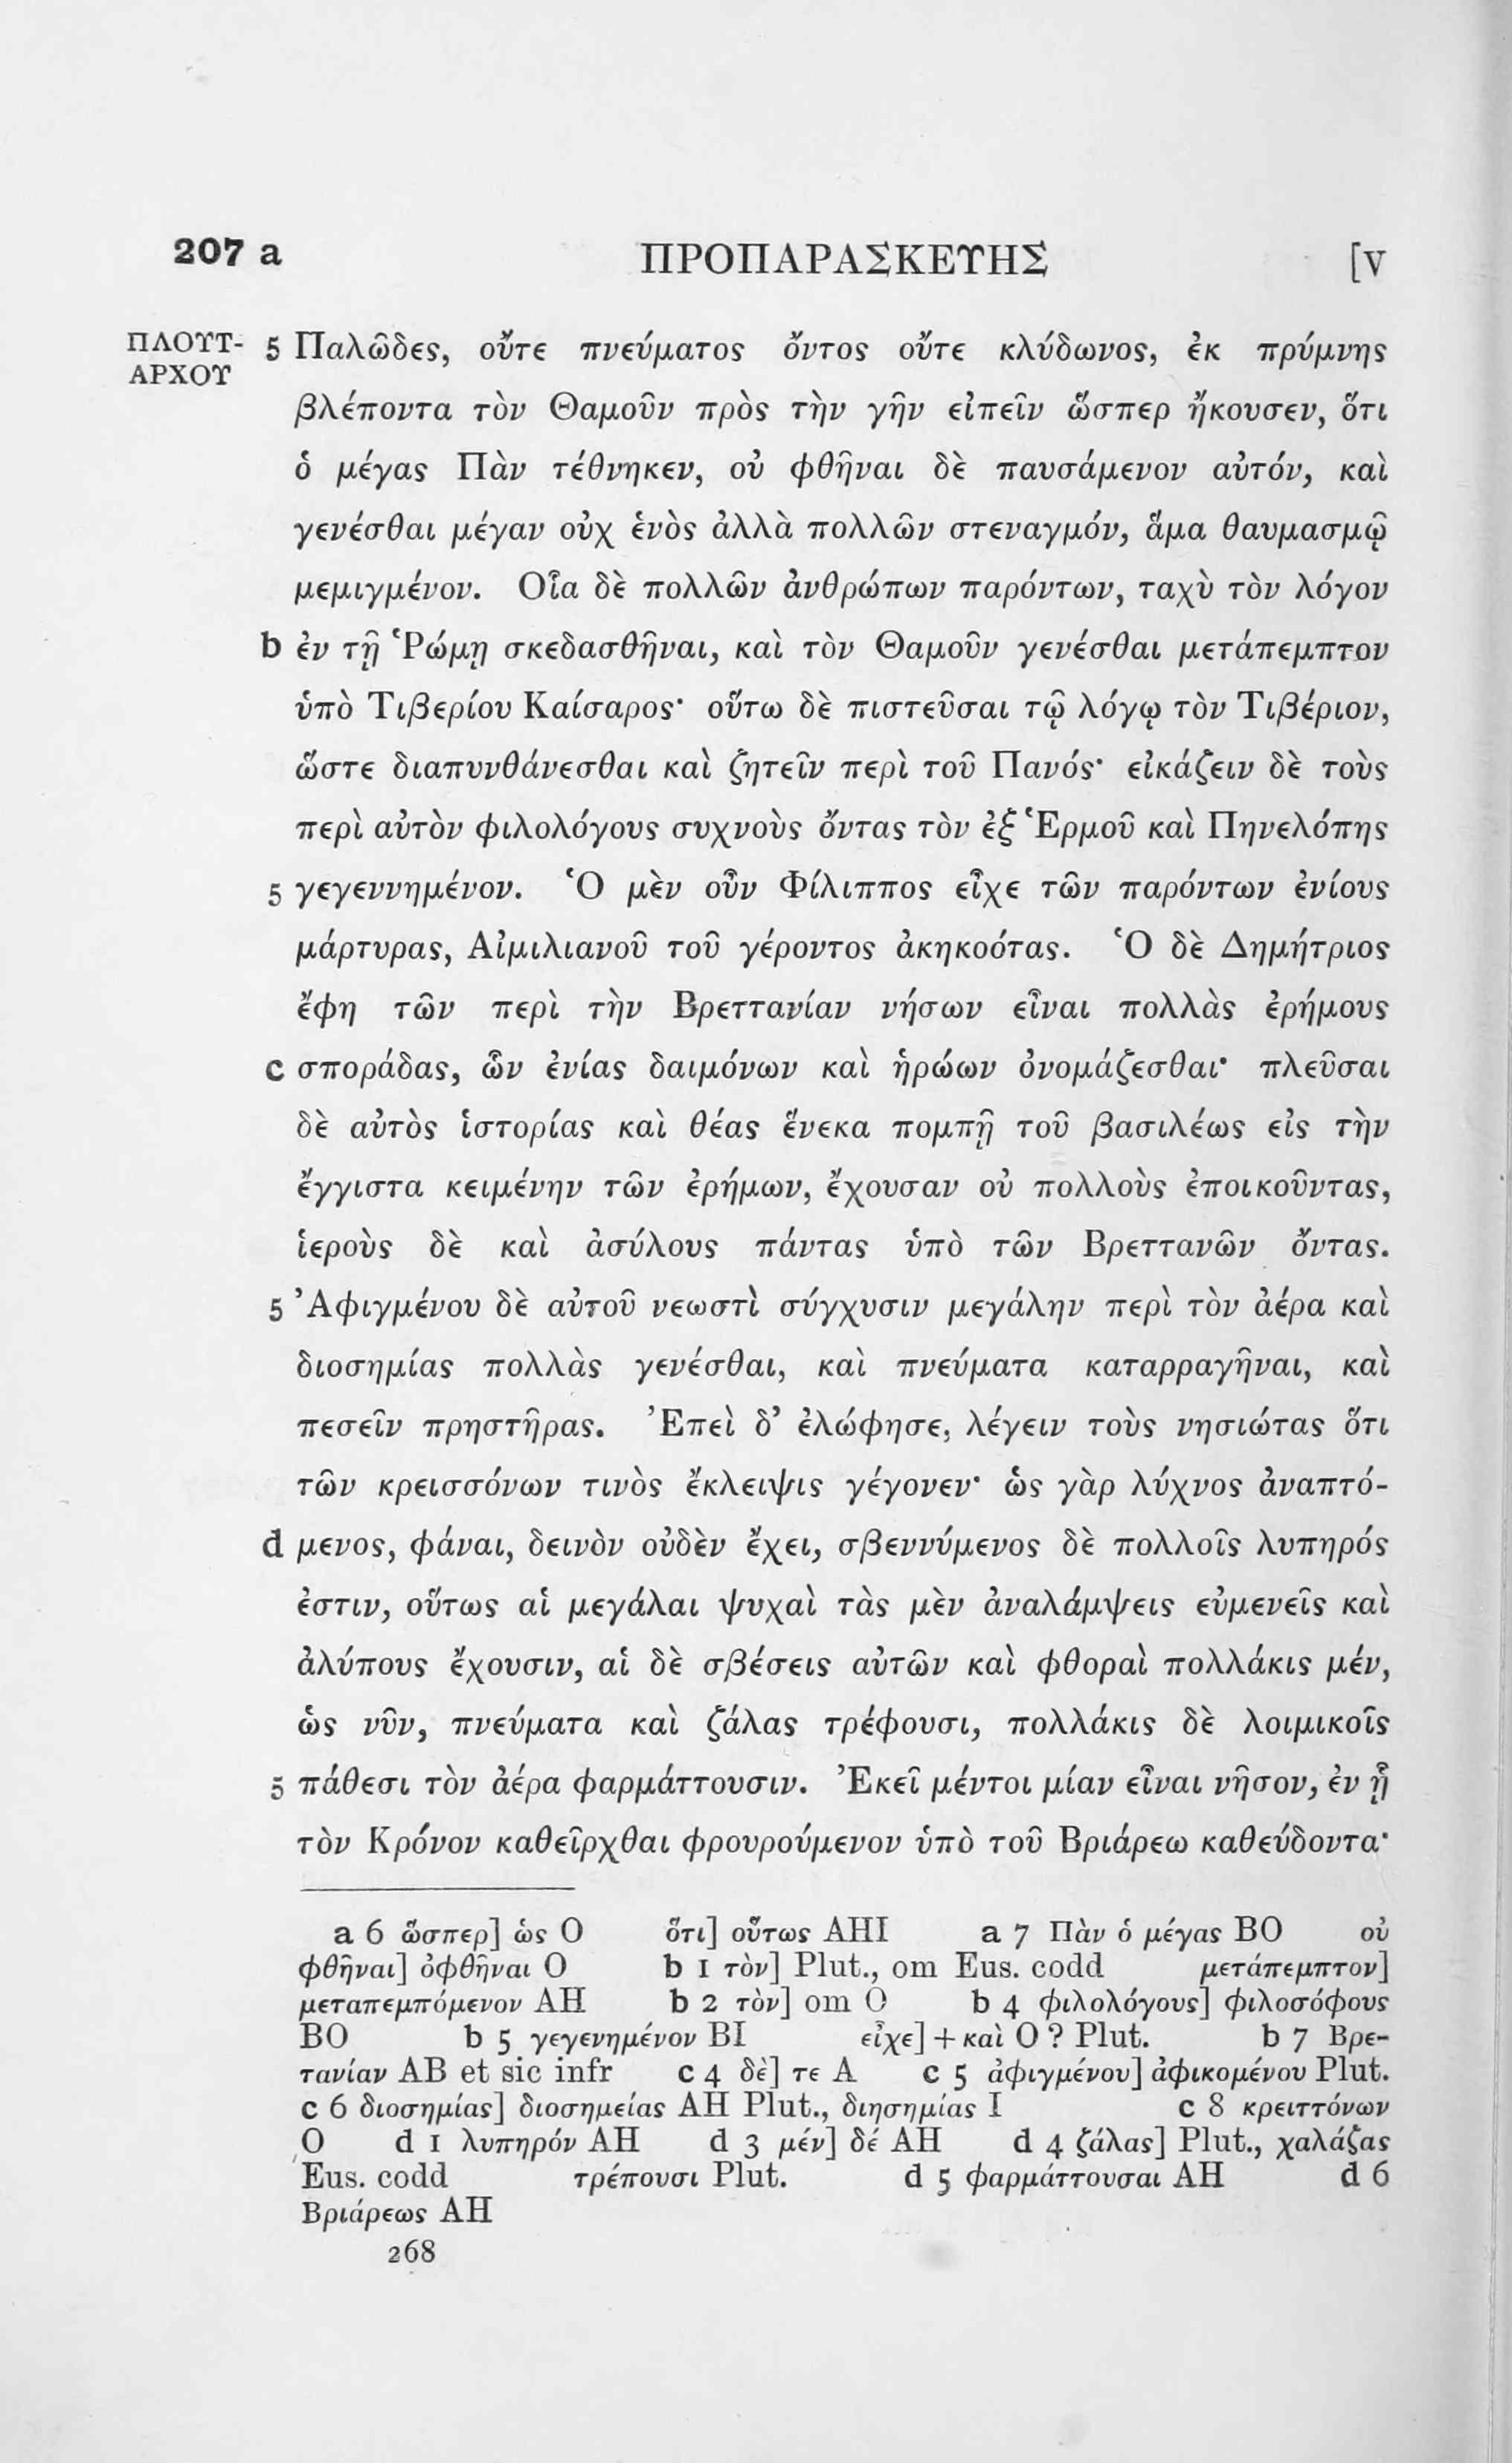 207 a ΠΡΟΠΑΡΑΣΚΕΥΗΣ [V
ΠΛΟΥΤ-
ΑΡΧΟΥ
5 Παλῶδες, οὔτε πνεύματος ὄντος οὔτε κλύδωνος, ἐκ πρύμνης
βλέποντα τὸν Θαμοῦν πρὸς τὴν γῆν εἰπεῖν ὥσπερ ἤκουσεν, ὅτι
ὁ μέγας Πὰν τέθνηκεν, οὐ φθῆναι δὲ παυσάμενον αὐτόν, καὶ
γενέσθαι μέγαν οὐχ ἑνὸς ἀλλὰ πολλῶν στεναγμόν, ἅμα θαυμασμῷ
μεμιγμένον. Οἷα δὲ πολλῶν ἀνθρώπων παρόντων, ταχὺ τὸν λόγον
b ἐν τῇ Ῥώμῃ σκεδασθῆναι, καὶ τὸν Θαμοῦν γενέσθαι μετάπεμπτον
ὑπὸ Τιβερίου Καίσαρος· οὕτω δὲ πιστεῦσαι τῷ λόγῳ τὸν Τιβέριον,
ὥστε διαπυνθάνεσθαι καὶ ζητεῖν περὶ τοῦ Πανός· εἰκάζειν δὲ τοὺς
περὶ αὐτὸν φιλολόγους συχνοὺς ὄντας τὸν ἐξ Ἑρμοῦ καὶ Πηνελόπης
5 γεγεννημένον. Ὁ μὲν οὖν Φίλιππος εἶχε τῶν παρόντων ἐνίους
μάρτυρας, Αἰμιλιανοῦ τοῦ γέροντος ἀκηκοότας. Ὁ δὲ Δημήτριος
ἔφη τῶν περὶ τὴν Βρεττανίαν νήσων εἶναι πολλὰς ἐρήμους
c σποράδας, ὧν ἐνίας δαιμόνων καὶ ἡρώων ὀνομάζεσθαι· πλεῦσαι
δὲ αὐτὸς ἱστορίας καὶ θέας ἕνεκα πομπῇ τοῦ βασιλέως εἰς τὴν
ἔγγιστα κειμένην τῶν ἐρήμων, ἔχουσαν οὐ πολλοὺς ἐποικοῦντας,
ἱεροὺς δὲ καὶ ἀσύλους πάντας ὑπὸ τῶν Βρεττανῶν ὄντας.
5 Ἀφιγμένου δὲ αὐτοῦ νεωστὶ σύγχυσιν μεγάλην περὶ τὸν ἀέρα καὶ
διοσημίας πολλὰς γενέσθαι, καὶ πνεύματα καταρραγῆναι, καὶ
πεσεῖν πρηστῆρας. Ἐπεὶ δ' ἐλώφησε, λέγειν τοὺς νησιώτας ὅτι
τῶν κρεισσόνων τινὸς ἔκλειψις γέγονεν· ὡς γὰρ λύχνος ἀναπτό-
d μενος, φάναι, δεινὸν οὐδὲν ἔχει, σβεννύμενος δὲ πολλοῖς λυπηρός
ἐστιν, οὕτως αἱ μεγάλαι ψυχαὶ τὰς μὲν ἀναλάμψεις εὐμενεῖς καὶ
ἀλύπους ἔχουσιν, αἱ δὲ σβέσεις αὐτῶν καὶ φθοραὶ πολλάκις μέν,
ὡς νῦν, πνεύματα καὶ ζάλας τρέφουσι, πολλάκις δὲ λοιμικοῖς
5 πάθεσι τὸν ἀέρα φαρμάττουσιν. Ἐκεῖ μέντοι μίαν εἶναι νῆσον, ἐν ᾗ
τὸν Κρόνον καθεῖρχθαι φρουρούμενον ὑπὸ τοῦ Βριάρεω καθεύδοντα·
a 6 ὥσπερ] ὡς O ὅτι] οὕτως AHI a 7 Πὰν ὁ μέγας BO οὐ
φθῆναι] ὀφθῆναι O b 1 τὸν] Plut., om Eus. codd μετάπεμπτον]
μεταπεμπόμενον AH b 2 τὸν] om O b 4 φιλολόγους] φιλοσόφους
BO b 5 γεγενημένον BI εἶχε] + καὶ O ? Plut. b 7 Βρε-
τανίαν AB et sic infr c 4 δὲ] τε A c 5 ἀφιγμένου] ἀφικομένου Plut.
c 6 διοσημίας] διοσημείας AH Plut., διησημίας I c 8 κρειττόνων
O d 1 λυπηρόν AH d 3 μέν] δέ AH d 4 ζάλας] Plut., χαλάζας
Eus. codd τρέπουσι Plut. d 5 φαρμάττουσαι AH d 6
Βριάρεως AH
268